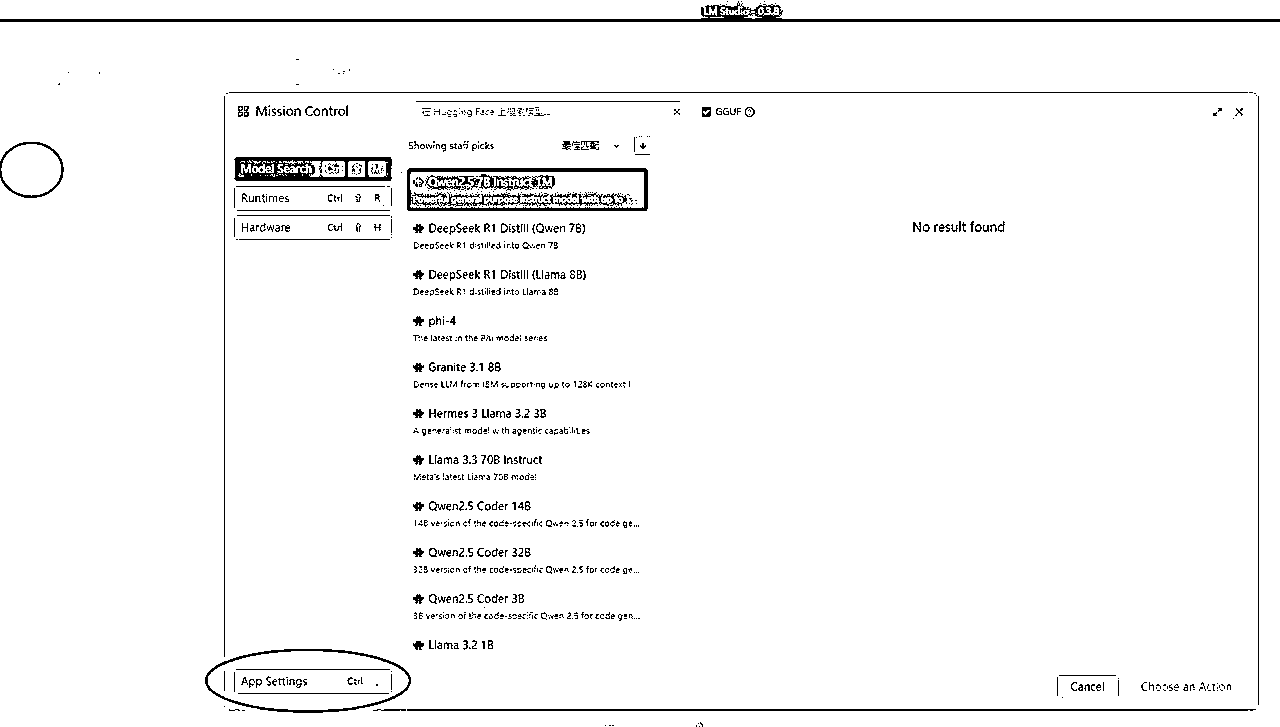 LM Studio - 0.3.8
Mission Control
在 Hugging Face 上搜索模型...
GGUF
Showing staff picks
最佳匹配
Model Search Ctrl
Runtimes Ctrl ⇧ R
Hardware Ctrl ⇧ H
Qwen2.5 7B Instruct 1M
Powerful general purpose instruct model with up to 1...
DeepSeek R1 Distill (Qwen 7B)
DeepSeek R1 distilled into Qwen 7B
DeepSeek R1 Distill (Llama 8B)
DeepSeek R1 distilled into Llama 8B
phi-4
The latest in the Phi model series
Granite 3.1 8B
Dense LLM from IBM supporting up to 128K context l
Hermes 3 Llama 3.2 3B
A generalist model with agentic capabilities
Llama 3.3 70B Instruct
Meta's latest Llama 70B model
Qwen2.5 Coder 14B
14B version of the code-specific Qwen 2.5 for code ge...
Qwen2.5 Coder 32B
32B version of the code-specific Qwen 2.5 for code ge...
Qwen2.5 Coder 3B
3B version of the code-specific Qwen 2.5 for code gen...
Llama 3.2 1B
No result found
App Settings Ctrl .
Cancel
Choose an Action